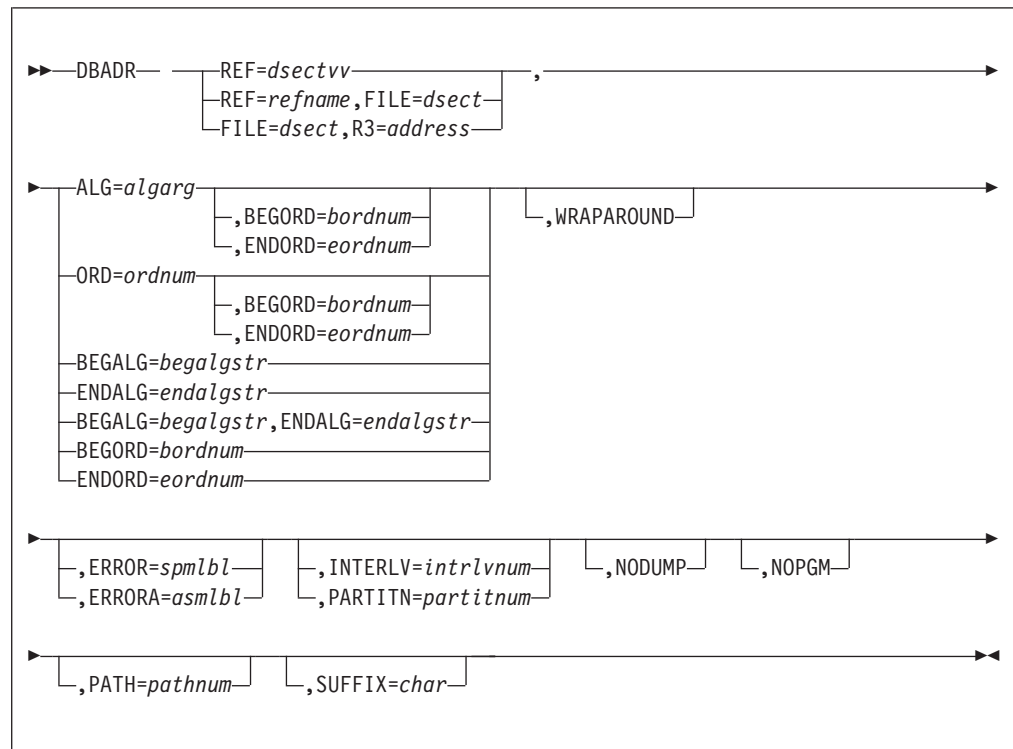 DBADR REF=dsectvv ,
REF=refname,FILE=dsect
FILE=dsect,R3=address
ALG=algarg ,WRAPAROUND
,BEGORD=bordnum
,ENDORD=eordnum
ORD=ordnum
,BEGORD=bordnum
,ENDORD=eordnum
BEGALG=begalgstr
ENDALG=endalgstr
BEGALG=begalgstr,ENDALG=endalgstr
BEGORD=bordnum
ENDORD=eordnum
,ERROR=spmlbl ,INTERLV=intrlvnum ,NODUMP ,NOPGM
,ERRORA=asmlbl ,PARTITN=partitnum
,PATH=pathnum ,SUFFIX=char